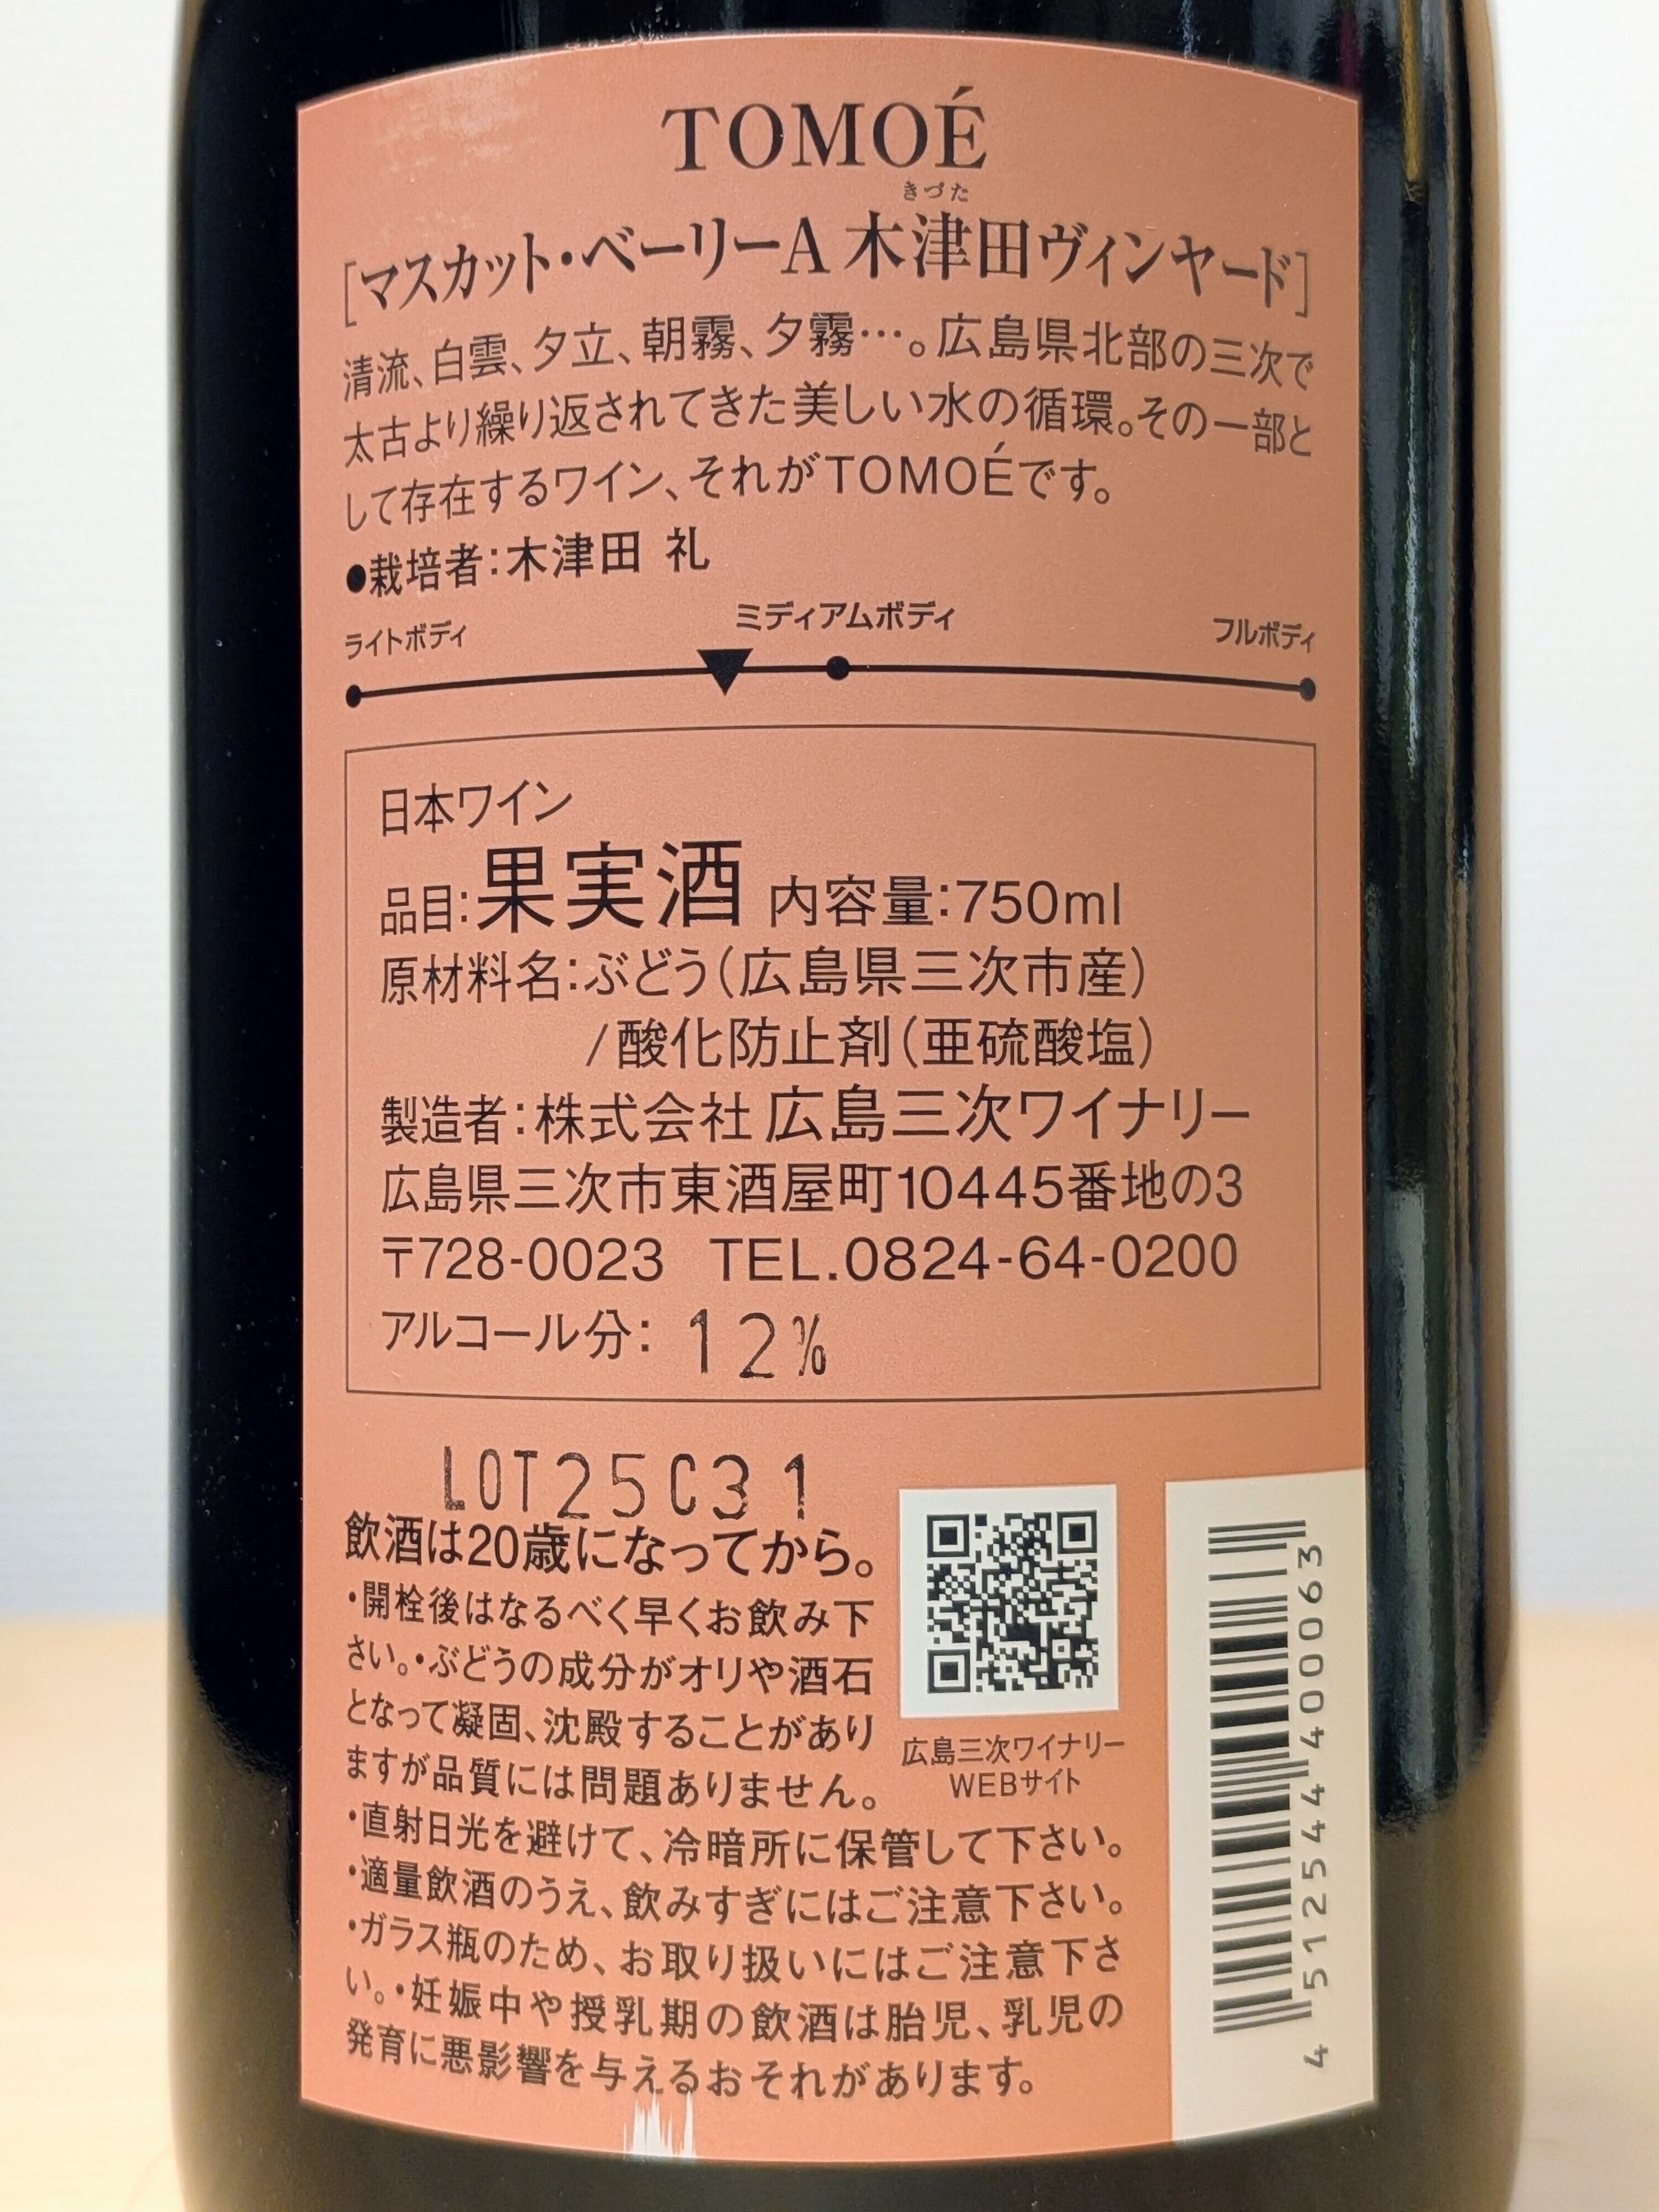 TOMOÉ
きづた
[マスカット・ベーリーA 木津田ヴィンヤード]
清流、白雲、夕立、朝霧、夕霧…。広島県北部の三次で
太古より繰り返されてきた美しい水の循環。その一部と
して存在するワイン、それがTOMOÉです。
●栽培者：木津田 礼
ライトボディ ミディアムボディ フルボディ
日本ワイン
品目：果実酒 内容量：750ml
原材料名：ぶどう（広島県三次市産）
/酸化防止剤（亜硫酸塩）
製造者：株式会社 広島三次ワイナリー
広島県三次市東酒屋町10445番地の3
〒728-0023 TEL.0824-64-0200
アルコール分： 12%
LOT25C31
飲酒は20歳になってから。
・開栓後はなるべく早くお飲み下
さい。・ぶどうの成分がオリや酒石
となって凝固、沈殿することがあり
ますが品質には問題ありません。
広島三次ワイナリー
WEBサイト
・直射日光を避けて、冷暗所に保管して下さい。
・適量飲酒のうえ、飲みすぎにはご注意下さい。
・ガラス瓶のため、お取り扱いにはご注意下さ
い。・妊娠中や授乳期の飲酒は胎児、乳児の
発育に悪影響を与えるおそれがあります。
4 512544 400063